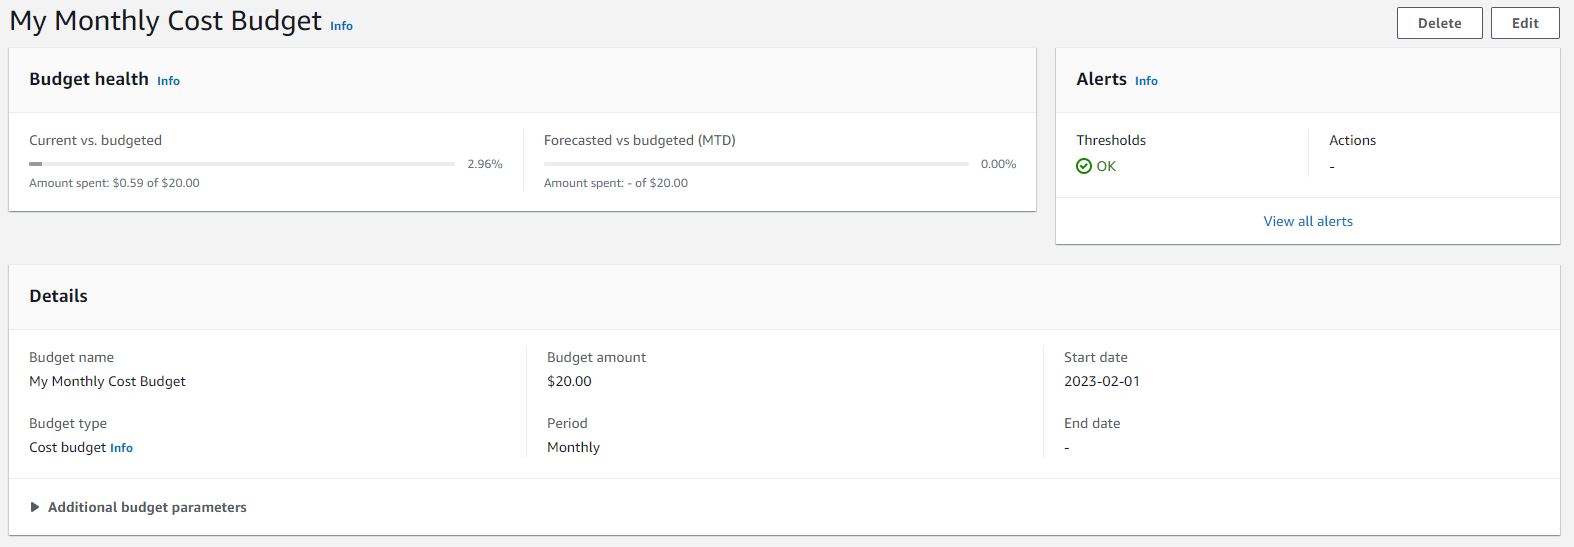 My Monthly Cost Budget Info
Delete
Edit
Budget health Info
Current vs. budgeted
2.96%
Amount spent: $0.59 of $20.00
Forecasted vs budgeted (MTD)
0.00%
Amount spent: - of $20.00
Alerts Info
Thresholds
OK
Actions
-
View all alerts
Details
Budget name
My Monthly Cost Budget
Budget type
Cost budget Info
Budget amount
$20.00
Period
Monthly
Start date
2023-02-01
End date
-
Additional budget parameters